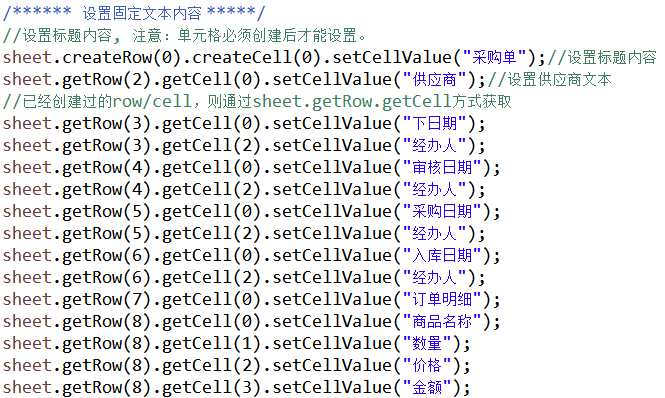 /****** 设置固定文本内容 *****/
//设置标题内容, 注意：单元格必须创建后才能设置。
sheet.createRow(0).createCell(0).setCellValue("采购单");//设置标题内容
sheet.getRow(2).getCell(0).setCellValue("供应商");//设置供应商文本
//已经创建过的row/cell，则通过sheet.getRow.getCell方式获取
sheet.getRow(3).getCell(0).setCellValue("下日期");
sheet.getRow(3).getCell(2).setCellValue("经办人");
sheet.getRow(4).getCell(0).setCellValue("审核日期");
sheet.getRow(4).getCell(2).setCellValue("经办人");
sheet.getRow(5).getCell(0).setCellValue("采购日期");
sheet.getRow(5).getCell(2).setCellValue("经办人");
sheet.getRow(6).getCell(0).setCellValue("入库日期");
sheet.getRow(6).getCell(2).setCellValue("经办人");
sheet.getRow(7).getCell(0).setCellValue("订单明细");
sheet.getRow(8).getCell(0).setCellValue("商品名称");
sheet.getRow(8).getCell(1).setCellValue("数量");
sheet.getRow(8).getCell(2).setCellValue("价格");
sheet.getRow(8).getCell(3).setCellValue("金额");